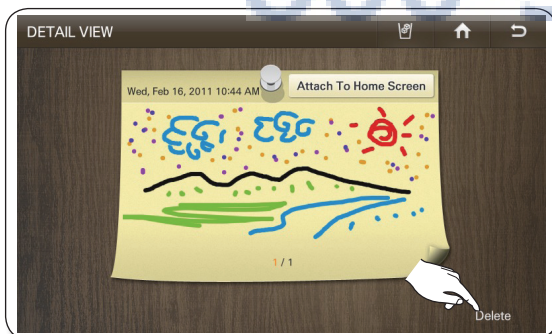 DETAIL VIEW
Wed, Feb 16, 2011 10:44 AM
Attach To Home Screen
1 / 1
Delete